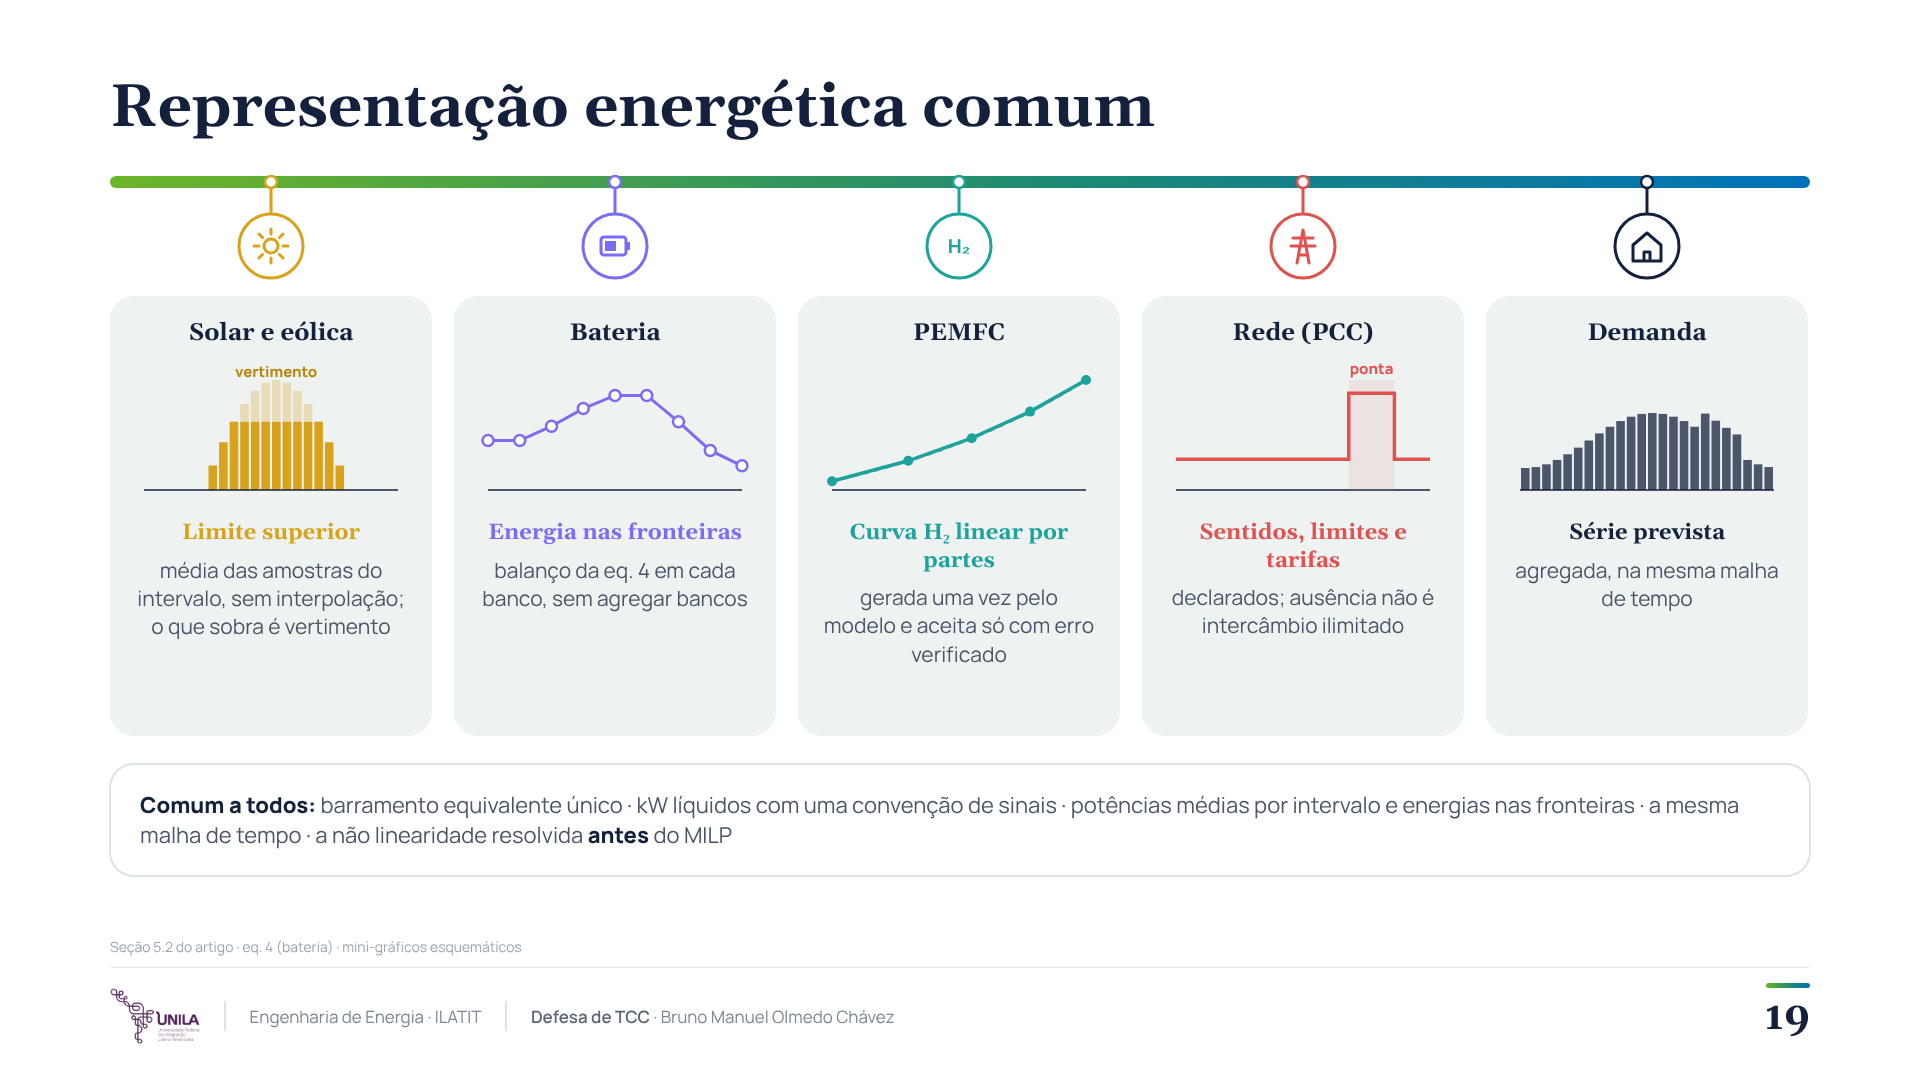 Representação energética comum
H₂
Solar e eólica
vertimento
Limite superior
média das amostras do
intervalo, sem interpolação;
o que sobra é vertimento
Bateria
Energia nas fronteiras
balanço da eq. 4 em cada
banco, sem agregar bancos
PEMFC
Curva H₂ linear por
partes
gerada uma vez pelo
modelo e aceita só com erro
verificado
Rede (PCC)
ponta
Sentidos, limites e
tarifas
declarados; ausência não é
intercâmbio ilimitado
Demanda
Série prevista
agregada, na mesma malha
de tempo
Comum a todos: barramento equivalente único · kW líquidos com uma convenção de sinais · potências médias por intervalo e energias nas fronteiras · a mesma
malha de tempo · a não linearidade resolvida antes do MILP
Seção 5.2 do artigo · eq. 4 (bateria) · mini-gráficos esquemáticos
UNILA
Universidade Federal
da Integração
Latino-Americana
Engenharia de Energia · ILATIT
Defesa de TCC · Bruno Manuel Olmedo Chávez
19